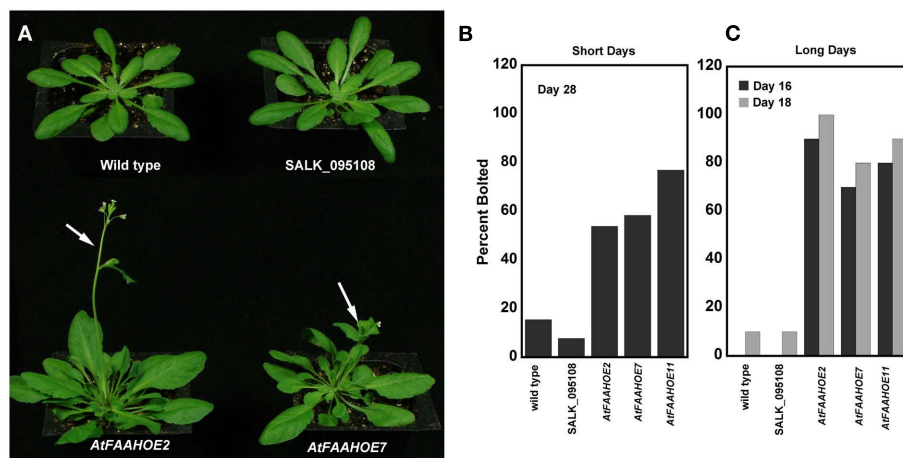 A
Wild type
SALK_095108
AtFAAHOE2
AtFAAHOE7
B
Short Days
Percent Bolted
120
100
80
60
40
20
0
Day 28
wild type
SALK_095108
AtFAAHOE2
AtFAAHOE7
AtFAAHOE11
C
Long Days
120
100
80
60
40
20
0
Day 16
Day 18
wild type
SALK_095108
AtFAAHOE2
AtFAAHOE7
AtFAAHOE11